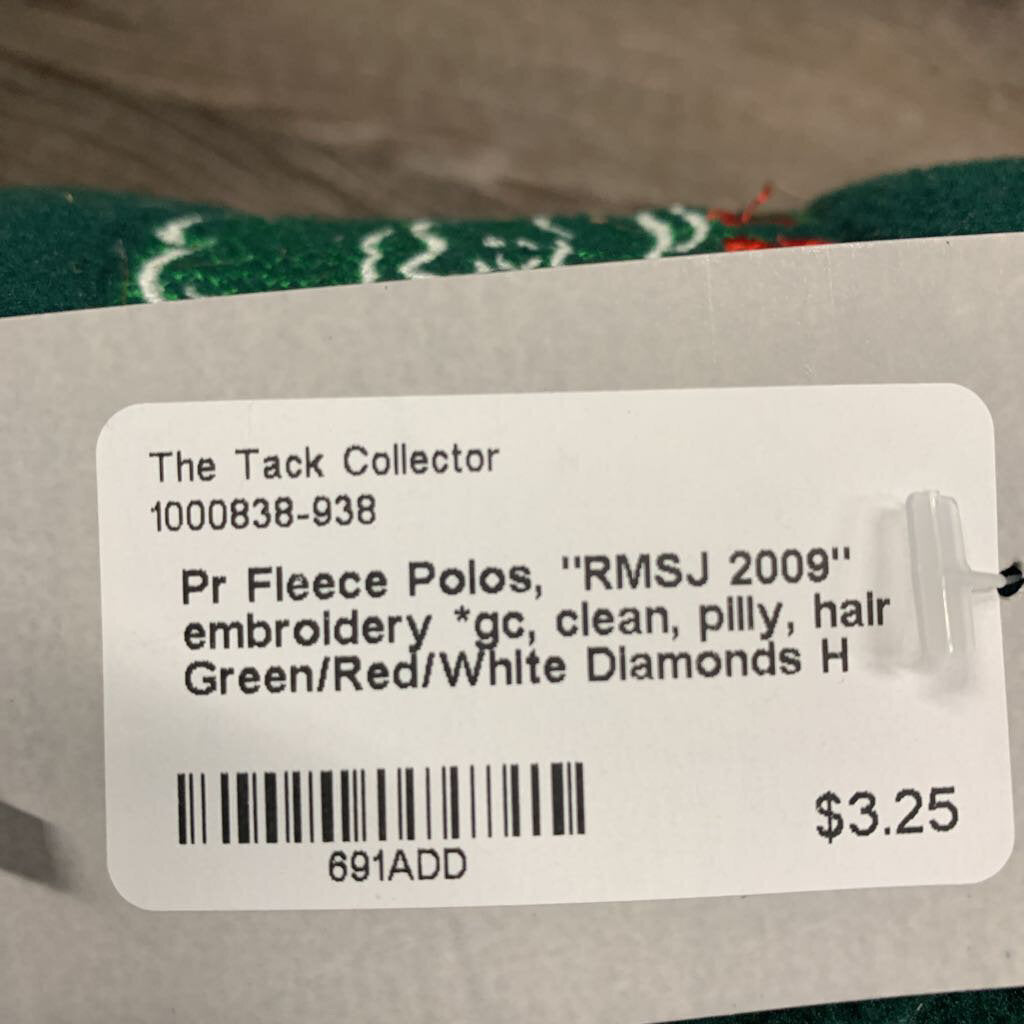 The Tack Collector
1000838-938
Pr Fleece Polos, "RMSJ 2009"
embroidery *gc, clean, pilly, hair
Green/Red/White Diamonds H
691ADD
$3.25